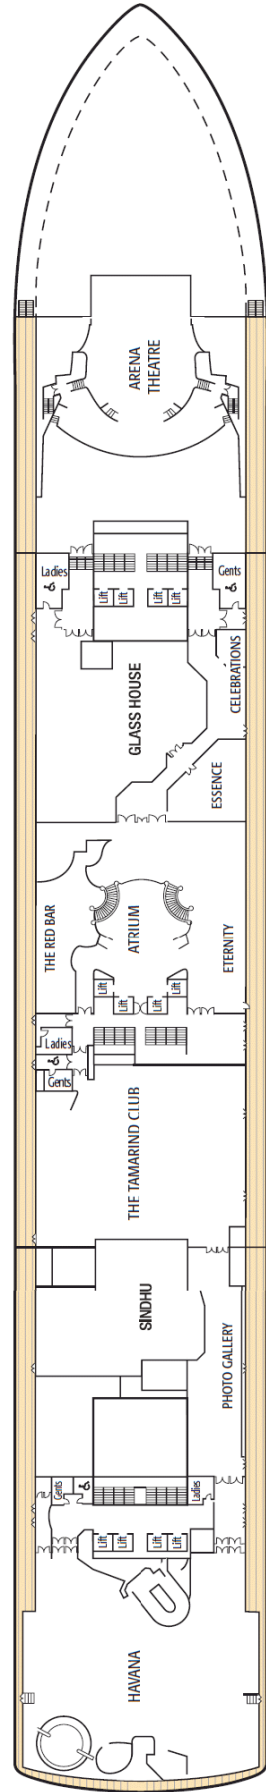 ARENA
THEATRE
Ladies
Gents
Lift
Lift
Lift
Lift
GLASS HOUSE
CELEBRATIONS
ESSENCE
THE RED BAR
ATRIUM
ETERNITY
Lift
Lift
Lift
Lift
Ladies
Gents
THE TAMARIND CLUB
SINDHU
PHOTO GALLERY
Gents
Ladies
Lift
Lift
Lift
Lift
HAVANA